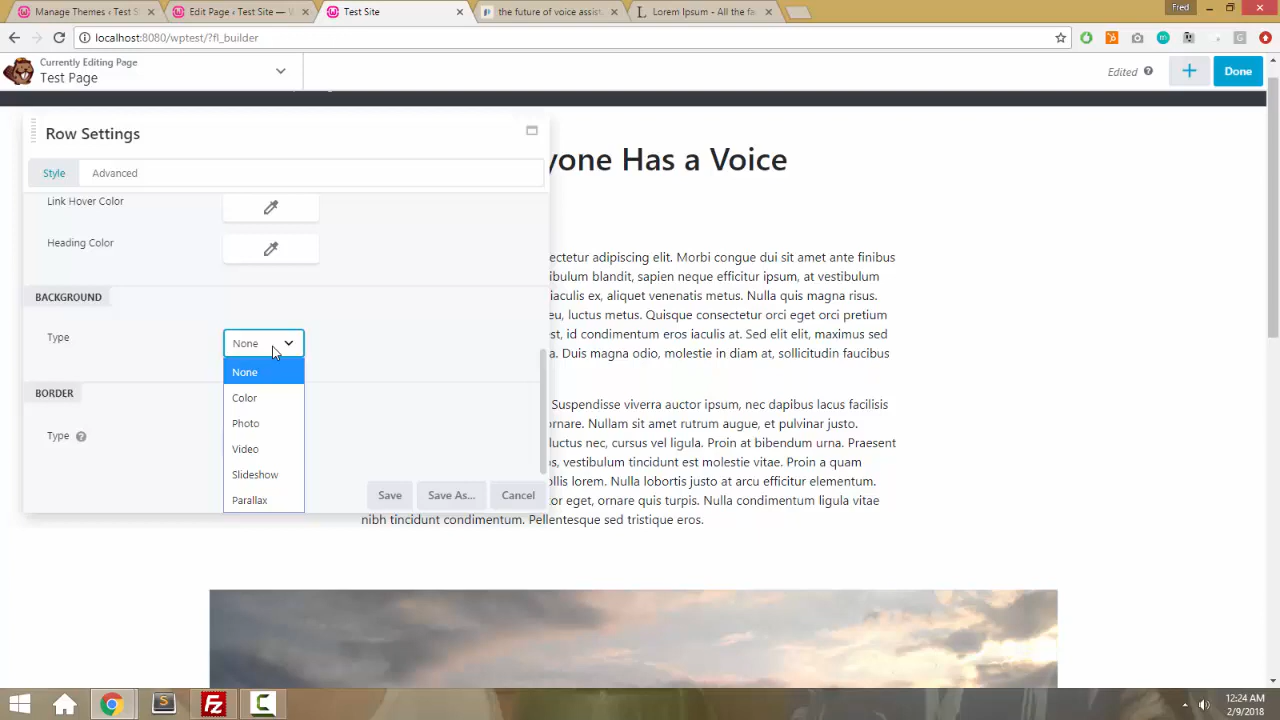 Manage Themes ‹ Test S
Edit Page ‹ Test Site — V
Test Site
the future of voice assist
Lorem Ipsum - All the fa
Fred
localhost:8080/wptest/?fl_builder
Currently Editing Page
Test Page
Edited
Done
Row Settings
yone Has a Voice
Style
Advanced
Link Hover Color
Heading Color
ectetur adipiscing elit. Morbi congue dui sit amet ante finibus
tibulum blandit, sapien neque efficitur ipsum, at vestibulum
iaculis ex, aliquet venenatis metus. Nulla quis magna risus.
eu, luctus metus. Quisque consectetur orci eget orci pretium
est, id condimentum eros iaculis at. Sed elit elit, maximus sed
Duis magna odio, molestie in diam at, sollicitudin faucibus
BACKGROUND
Type
None
None
Color
Photo
Video
Slideshow
Parallax
BORDER
Type
Suspendisse viverra auctor ipsum, nec dapibus lacus facilisis
ornare. Nullam sit amet rutrum augue, et pulvinar justo.
luctus nec, cursus vel ligula. Proin at bibendum urna. Praesent
os, vestibulum tincidunt est molestie vitae. Proin a quam
mollis lorem. Nulla lobortis justo at arcu efficitur elementum.
or eget, ornare quis turpis. Nulla condimentum ligula vitae
nibh tincidunt condimentum. Pellentesque sed tristique eros.
Save
Save As...
Cancel
12:24 AM
2/9/2018